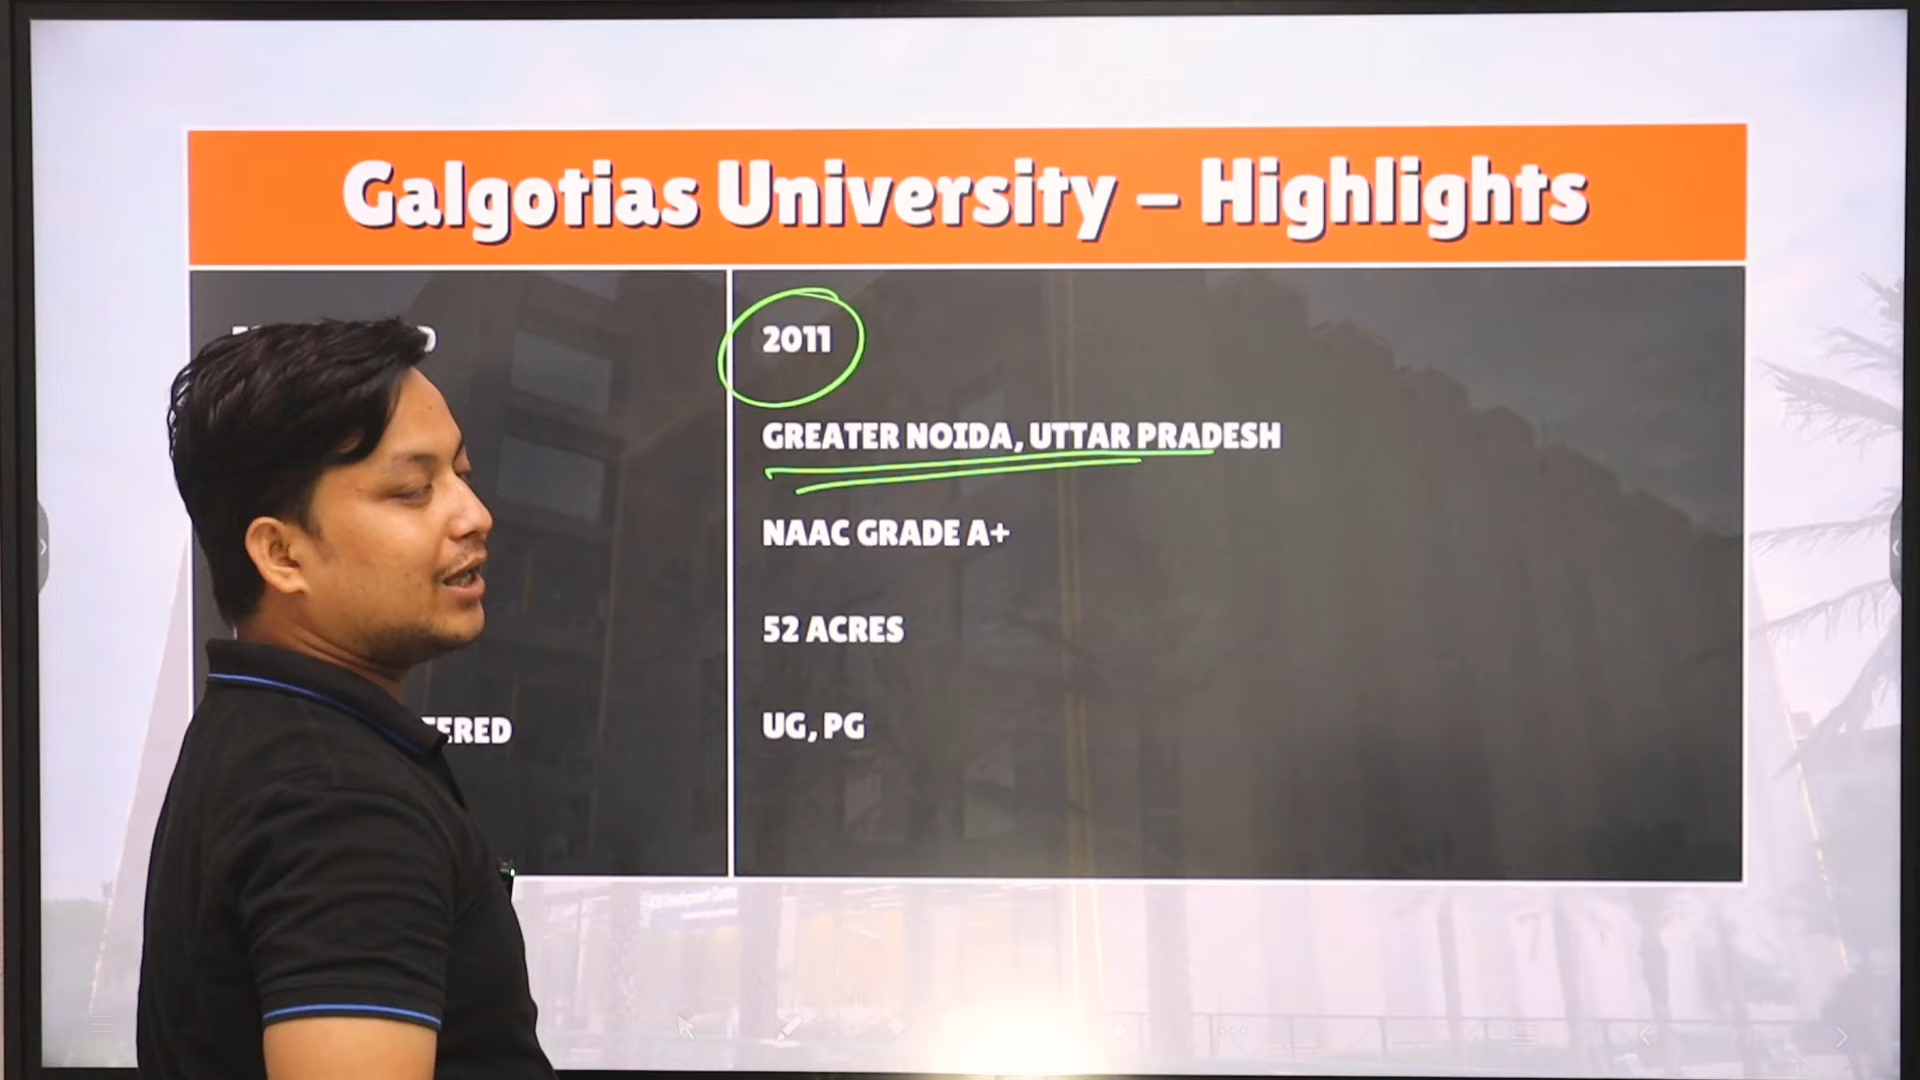 Galgotias University – Highlights
2011
GREATER NOIDA, UTTAR PRADESH
NAAC GRADE A+
52 ACRES
UG, PG